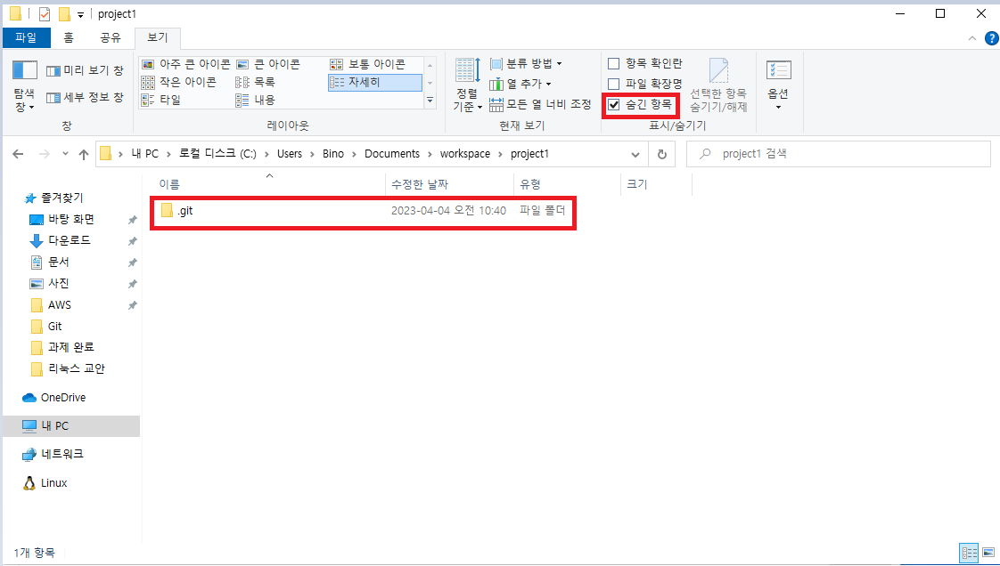 project1
파일 홈 공유 보기
탐색 창
미리 보기 창
세부 정보 창
창
아주 큰 아이콘 큰 아이콘 보통 아이콘
작은 아이콘 목록 자세히
타일 내용
레이아웃
정렬 기준
분류 방법
열 추가
모든 열 너비 조정
현재 보기
항목 확인란
파일 확장명
숨긴 항목
선택한 항목 숨기기/해제
표시/숨기기
옵션
내 PC > 로컬 디스크 (C:) > Users > Bino > Documents > workspace > project1
project1 검색
이름 수정한 날짜 유형 크기
.git 2023-04-04 오전 10:40 파일 폴더
즐겨찾기
바탕 화면
다운로드
문서
사진
AWS
Git
과제 완료
리눅스 교안
OneDrive
내 PC
네트워크
Linux
1개 항목